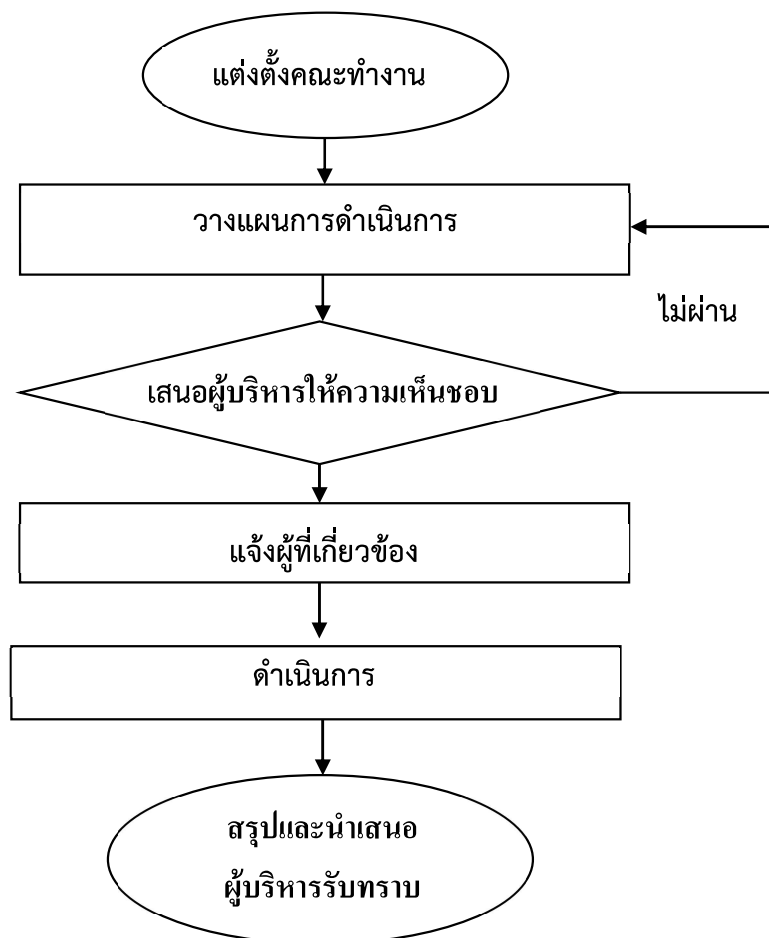 แต่งตั้งคณะทำงาน
วางแผนการดำเนินการ
ไม่ผ่าน
เสนอผู้บริหารให้ความเห็นชอบ
แจ้งผู้ที่เกี่ยวข้อง
ดำเนินการ
สรุปและนำเสนอ
ผู้บริหารรับทราบ